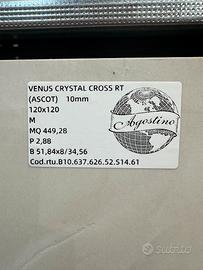 VENUS CRYSTAL CROSS RT
(ASCOT) 10mm
120x120
M
MQ 449,28
P 2,88
B 51,84x8/34,56
Cod.rtu.B10.637.626.52.S14.61
Agostino
subito